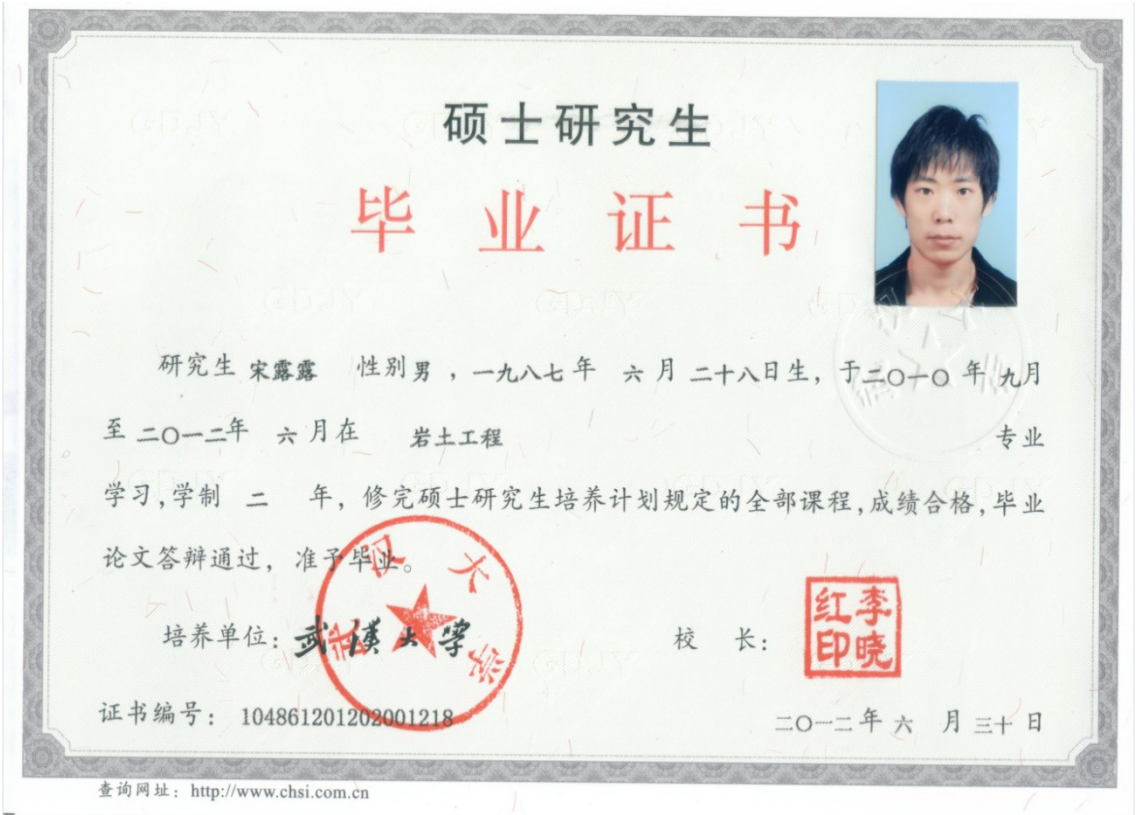 硕士研究生
毕业证书
研究生 宋露露 性别 男 ，一九八七年 六 月 二十八日生，于二〇一〇 年 九月
至 二〇一二年 六 月在 岩土工程 专业
学习，学制 二 年，修完硕士研究生培养计划规定的全部课程，成绩合格，毕业
论文答辩通过，准予毕业。
武汉大学
培养单位：武漢大学
校 长：
李晓红印
证书编号：104861201202001218
二〇一二年 六 月 三十 日
查询网址：http://www.chsi.com.cn